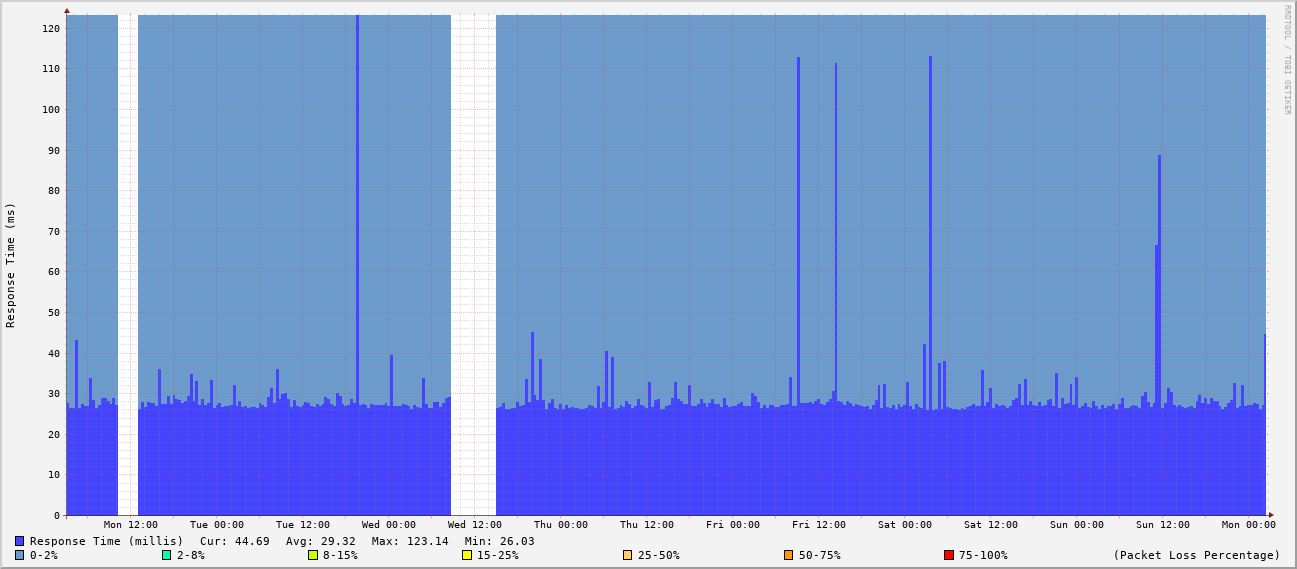 RRDTOOL / TOBI OETIKER
Response Time (ms)
120
110
100
90
80
70
60
50
40
30
20
10
0
Mon 12:00 Tue 00:00 Tue 12:00 Wed 00:00 Wed 12:00 Thu 00:00 Thu 12:00 Fri 00:00 Fri 12:00 Sat 00:00 Sat 12:00 Sun 00:00 Sun 12:00 Mon 00:00
Response Time (millis) Cur: 44.69 Avg: 29.32 Max: 123.14 Min: 26.03
0-2% 2-8% 8-15% 15-25% 25-50% 50-75% 75-100% (Packet Loss Percentage)